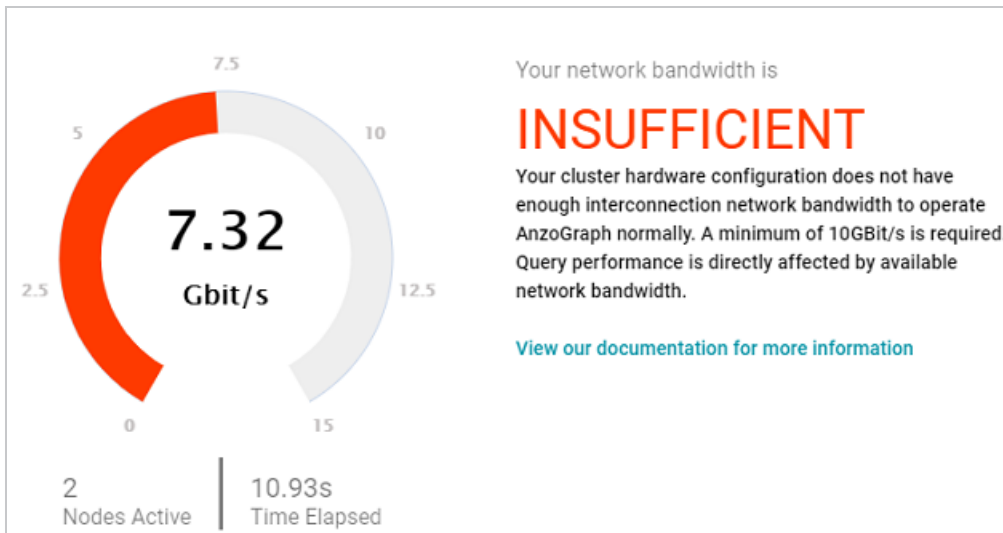 7.5
5
10
2.5
12.5
0
15
7.32
Gbit/s
2
Nodes Active
10.93s
Time Elapsed
Your network bandwidth is
INSUFFICIENT
Your cluster hardware configuration does not have
enough interconnection network bandwidth to operate
AnzoGraph normally. A minimum of 10GBit/s is required
Query performance is directly affected by available
network bandwidth.
View our documentation for more information